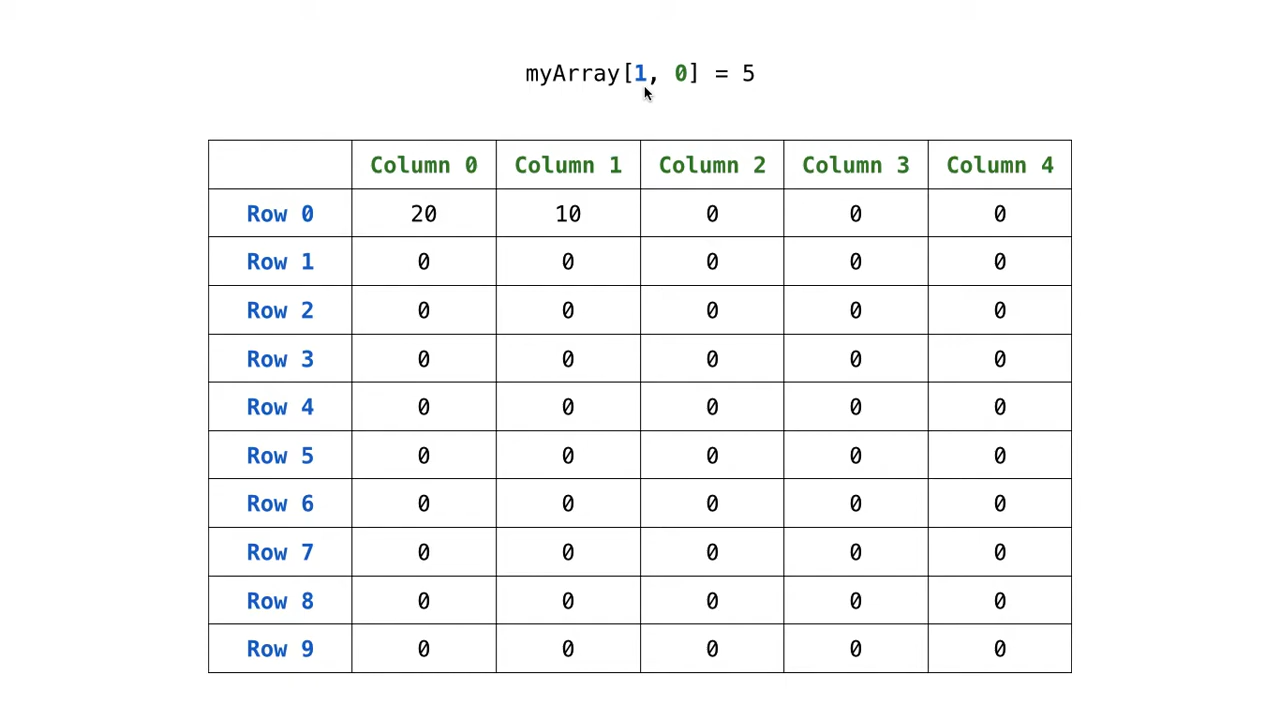 myArray[1, 0] = 5
Column 0 Column 1 Column 2 Column 3 Column 4
Row 0 20 10 0 0 0
Row 1 0 0 0 0 0
Row 2 0 0 0 0 0
Row 3 0 0 0 0 0
Row 4 0 0 0 0 0
Row 5 0 0 0 0 0
Row 6 0 0 0 0 0
Row 7 0 0 0 0 0
Row 8 0 0 0 0 0
Row 9 0 0 0 0 0